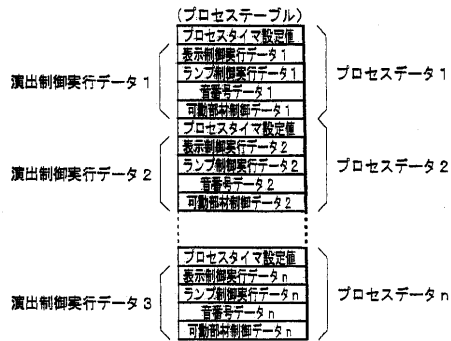 (プロセステーブル)
プロセスタイマ設定値
表示制御実行データ1
ランプ制御実行データ1
音番号データ1
可動部材制御データ1
演出制御実行データ1
プロセスデータ1
プロセスタイマ設定値
表示制御実行データ2
ランプ制御実行データ2
音番号データ2
可動部材制御データ2
演出制御実行データ2
プロセスデータ2
プロセスタイマ設定値
表示制御実行データn
ランプ制御実行データn
音番号データn
可動部材制御データn
演出制御実行データ3
プロセスデータn